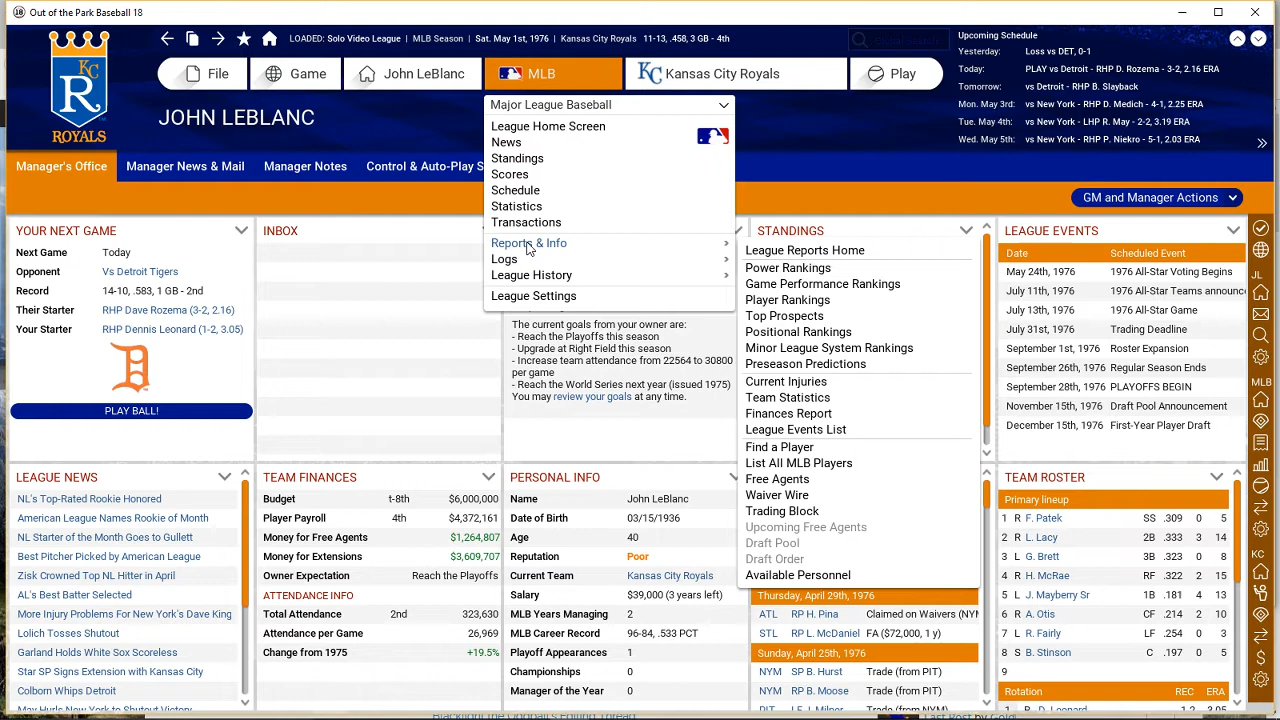 Out of the Park Baseball 18
LOADED: Solo Video League | MLB Season | Sat. May 1st, 1976 | Kansas City Royals 11-13, .458, 3 GB - 4th
File
Game
John LeBlanc
MLB
Kansas City Royals
Play
Upcoming Schedule
Yesterday: Loss vs DET, 0-1
Today: PLAY vs Detroit - RHP D. Rozema - 3-2, 2.16 ERA
Tomorrow: vs Detroit - RHP B. Slayback
Mon. May 3rd: vs New York - RHP D. Medich - 4-1, 2.25 ERA
Tue. May 4th: vs New York - LHP R. May - 2-2, 3.19 ERA
Wed. May 5th: vs New York - RHP P. Niekro - 5-1, 2.03 ERA
KC
R
ROYALS
JOHN LEBLANC
Manager's Office
Manager News & Mail
Manager Notes
Control & Auto-Play S
GM and Manager Actions
Major League Baseball
League Home Screen
News
Standings
Scores
Schedule
Statistics
Transactions
Reports & Info
Logs
League History
League Settings
League Reports Home
Power Rankings
Game Performance Rankings
Player Rankings
Top Prospects
Positional Rankings
Minor League System Rankings
Preseason Predictions
Current Injuries
Team Statistics
Finances Report
League Events List
Find a Player
List All MLB Players
Free Agents
Waiver Wire
Trading Block
Upcoming Free Agents
Draft Pool
Draft Order
Available Personnel
YOUR NEXT GAME
Next Game Today
Opponent Vs Detroit Tigers
Record 14-10, .583, 1 GB - 2nd
Their Starter RHP Dave Rozema (3-2, 2.16)
Your Starter RHP Dennis Leonard (1-2, 3.05)
PLAY BALL!
INBOX
The current goals from your owner are:
- Reach the Playoffs this season
- Upgrade at Right Field this season
- Increase team attendance from 22564 to 30800
per game
- Reach the World Series next year (issued 1975)
You may review your goals at any time.
STANDINGS
LEAGUE EVENTS
Date Scheduled Event
May 24th, 1976 1976 All-Star Voting Begins
July 11th, 1976 1976 All-Star Teams announc
July 13th, 1976 1976 All-Star Game
July 31st, 1976 Trading Deadline
September 1st, 1976 Roster Expansion
September 26th, 1976 Regular Season Ends
September 28th, 1976 PLAYOFFS BEGIN
November 15th, 1976 Draft Pool Announcement
December 15th, 1976 First-Year Player Draft
MLB
KC
LEAGUE NEWS
NL's Top-Rated Rookie Honored
American League Names Rookie of Month
NL Starter of the Month Goes to Gullett
Best Pitcher Picked by American League
Zisk Crowned Top NL Hitter in April
AL's Best Batter Selected
More Injury Problems For New York's Dave King
Lolich Tosses Shutout
Garland Holds White Sox Scoreless
Star SP Signs Extension with Kansas City
Colborn Whips Detroit
May Hurls New York to Victory
TEAM FINANCES
Budget t-8th $6,000,000
Player Payroll 4th $4,372,161
Money for Free Agents $1,264,807
Money for Extensions $3,609,707
Owner Expectation Reach the Playoffs
ATTENDANCE INFO
Total Attendance 2nd 323,630
Attendance per Game 26,969
Change from 1975 +19.5%
PERSONAL INFO
Name John LeBlanc
Date of Birth 03/15/1936
Age 40
Reputation Poor
Current Team Kansas City Royals
Salary $39,000 (3 years left)
MLB Years Managing 2
MLB Career Record 96-84, .533 PCT
Playoff Appearances 1
Championships 0
Manager of the Year 0
Thursday, April 29th, 1976
ATL RP H. Pina Claimed on Waivers (NYM
STL RP L. McDaniel FA ($72,000, 1 y)
Sunday, April 25th, 1976
NYM SP B. Hurst Trade (from PIT)
NYM RP B. Moose Trade (from PIT)
TEAM ROSTER
Primary lineup
1 R F. Patek SS .309 0 5
2 R L. Lacy 2B .333 3 14
3 L G. Brett 3B .323 0 8
4 R H. McRae RF .322 2 15
5 L J. Mayberry Sr 1B .181 4 13
6 R A. Otis CF .214 2 10
7 L R. Fairly LF .254 0 3
8 S B. Stinson C .197 0 5
9
Rotation REC ERA